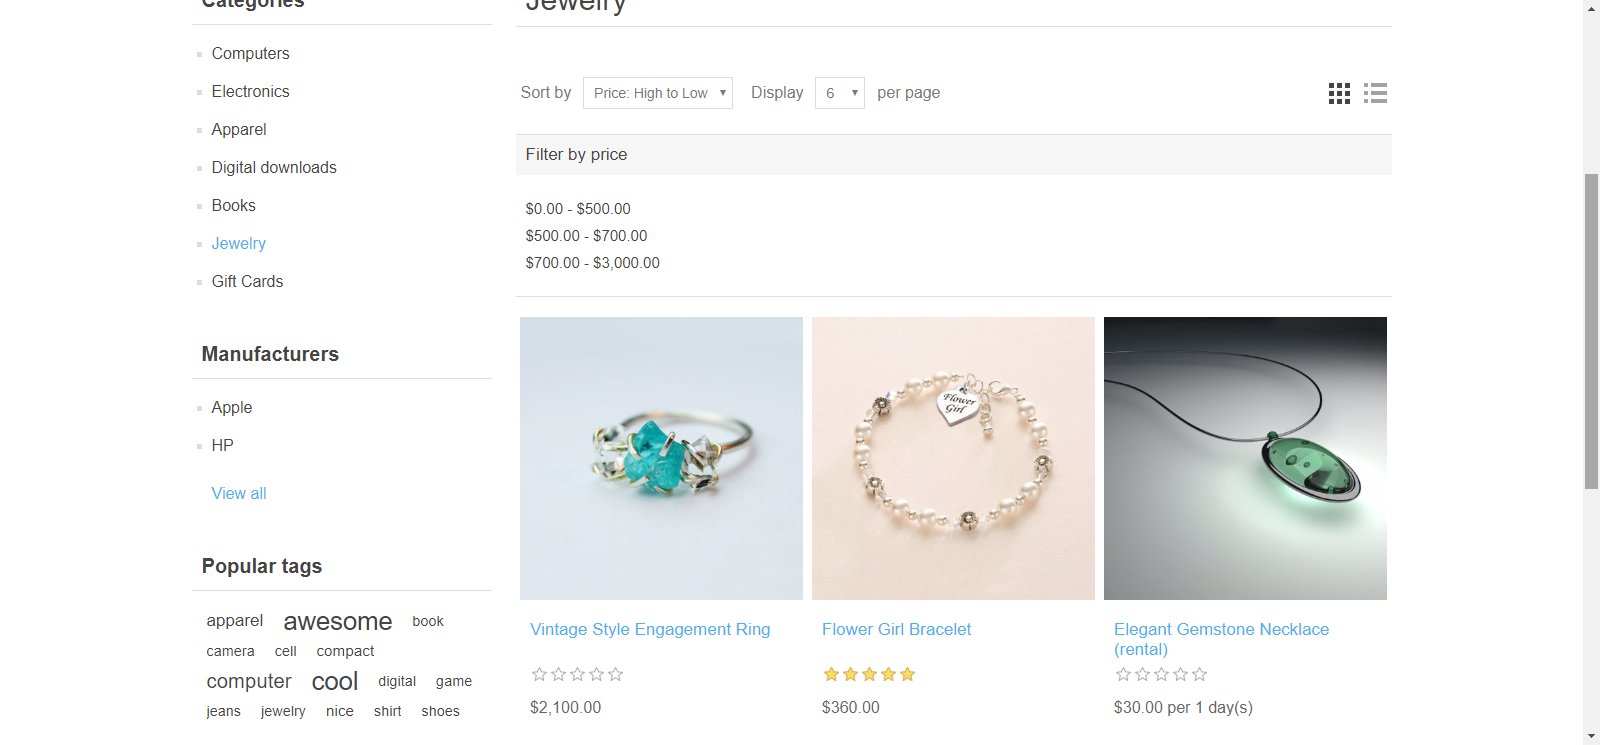 Categories
Computers
Electronics
Apparel
Digital downloads
Books
Jewelry
Gift Cards
Manufacturers
Apple
HP
View all
Popular tags
apparel awesome book
camera cell compact
computer cool digital game
jeans jewelry nice shirt shoes
Jewelry
Sort by Price: High to Low Display 6 per page
Filter by price
$0.00 - $500.00
$500.00 - $700.00
$700.00 - $3,000.00
Flower
Girl
Vintage Style Engagement Ring
$2,100.00
Flower Girl Bracelet
$360.00
Elegant Gemstone Necklace
(rental)
$30.00 per 1 day(s)